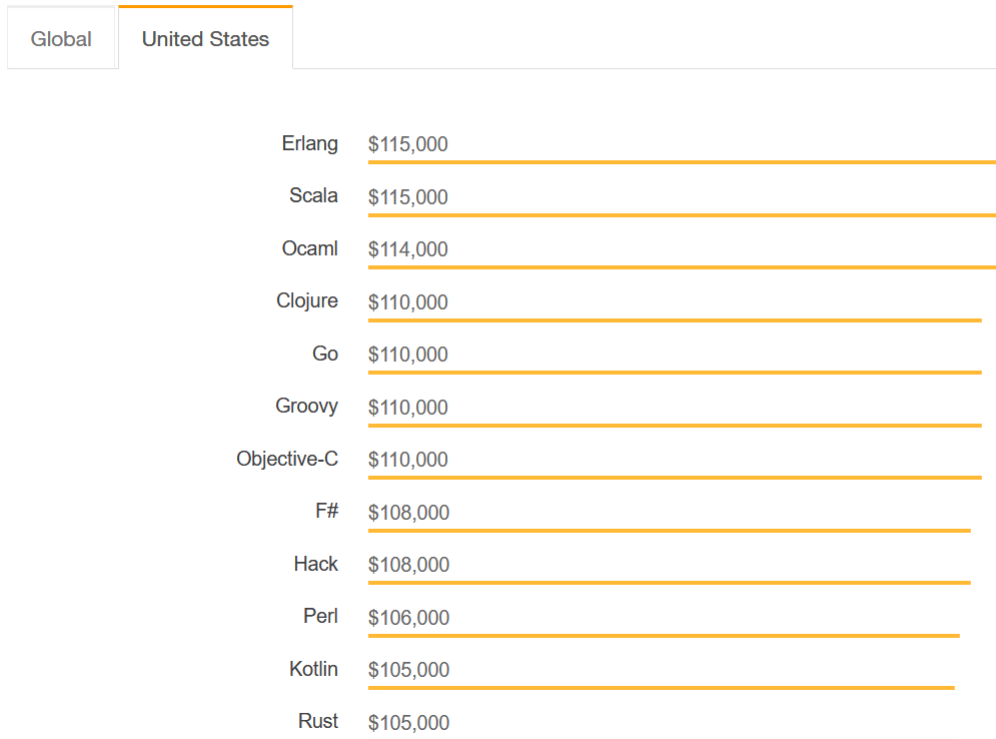 Global United States
Erlang $115,000
Scala $115,000
Ocaml $114,000
Clojure $110,000
Go $110,000
Groovy $110,000
Objective-C $110,000
F# $108,000
Hack $108,000
Perl $106,000
Kotlin $105,000
Rust $105,000